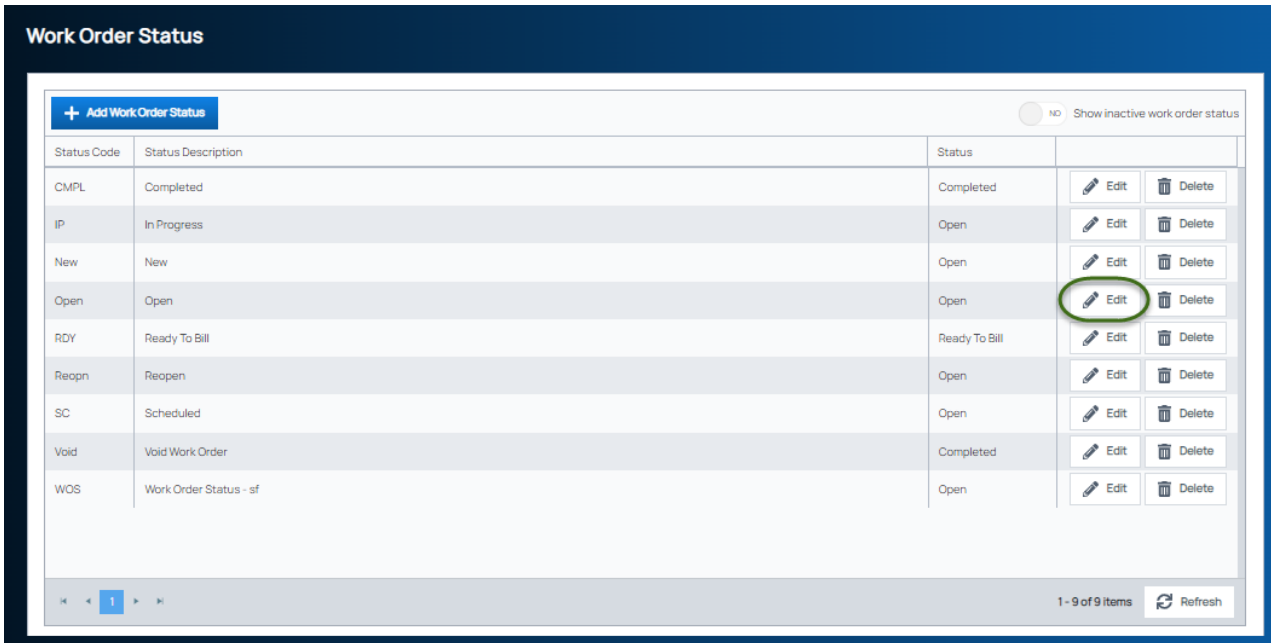 Work Order Status
Add Work Order Status NO Show inactive work order status
Status Code Status Description Status
CMPL Completed Completed Edit Delete
IP In Progress Open Edit Delete
New New Open Edit Delete
Open Open Open Edit Delete
RDY Ready To Bill Ready To Bill Edit Delete
Reopn Reopen Open Edit Delete
SC Scheduled Open Edit Delete
Void Void Work Order Completed Edit Delete
WOS Work Order Status - sf Open Edit Delete
1 1 - 9 of 9 items Refresh